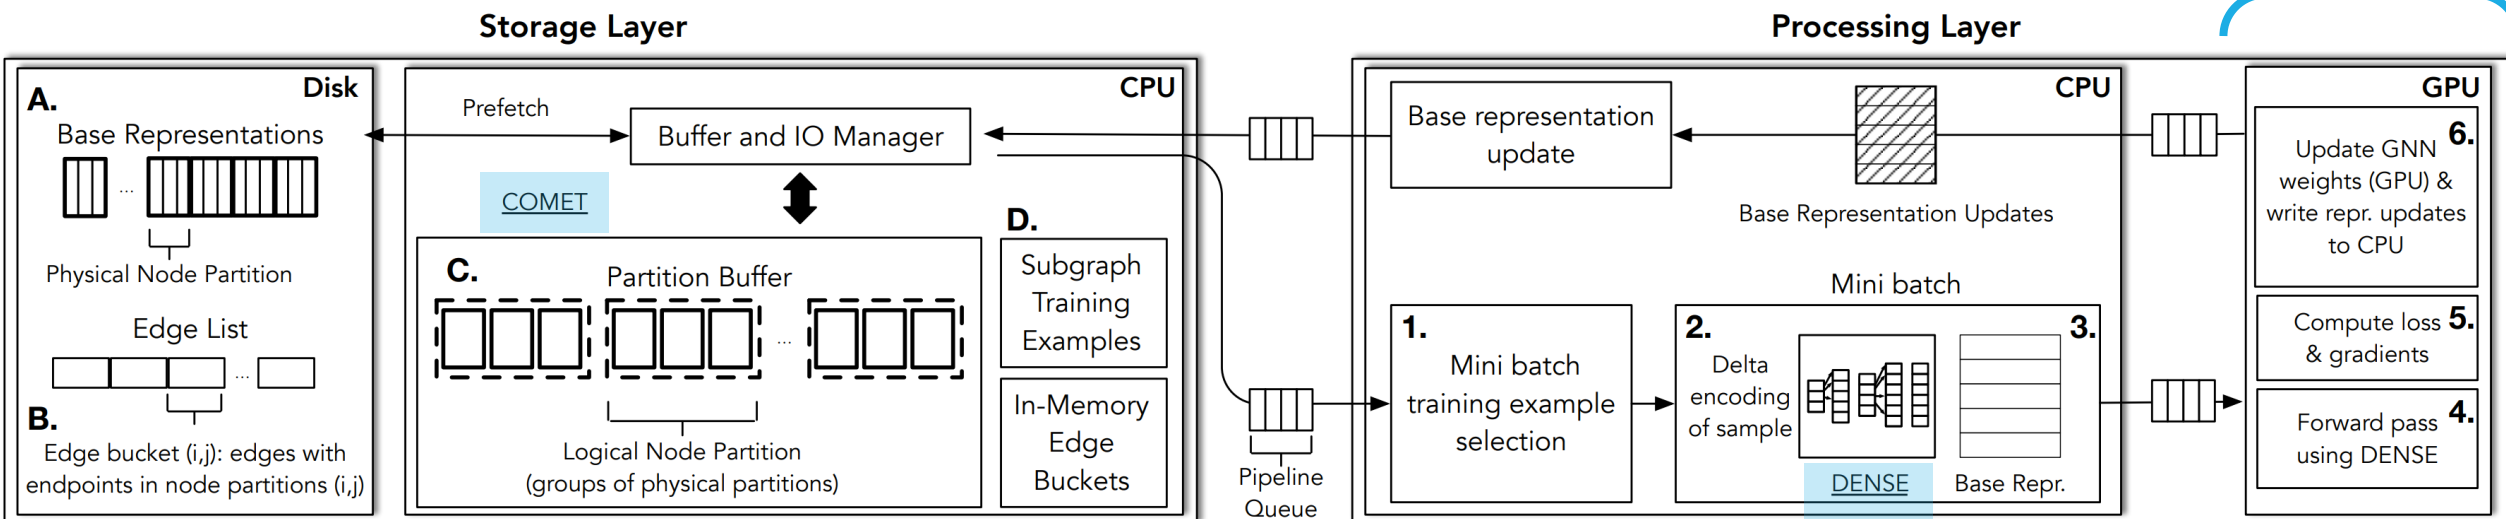 Storage Layer
Processing Layer
A.
Disk
Base Representations
...
Physical Node Partition
Edge List
...
B.
Edge bucket (i,j): edges with
endpoints in node partitions (i,j)
CPU
Prefetch
Buffer and IO Manager
COMET
C.
Partition Buffer
...
Logical Node Partition
(groups of physical partitions)
D.
Subgraph
Training
Examples
In-Memory
Edge
Buckets
Pipeline
Queue
CPU
Base representation
update
Base Representation Updates
Mini batch
1.
Mini batch
training example
selection
2.
Delta
encoding
of sample
DENSE
3.
Base Repr.
GPU
6.
Update GNN
weights (GPU) &
write repr. updates
to CPU
5.
Compute loss
& gradients
4.
Forward pass
using DENSE